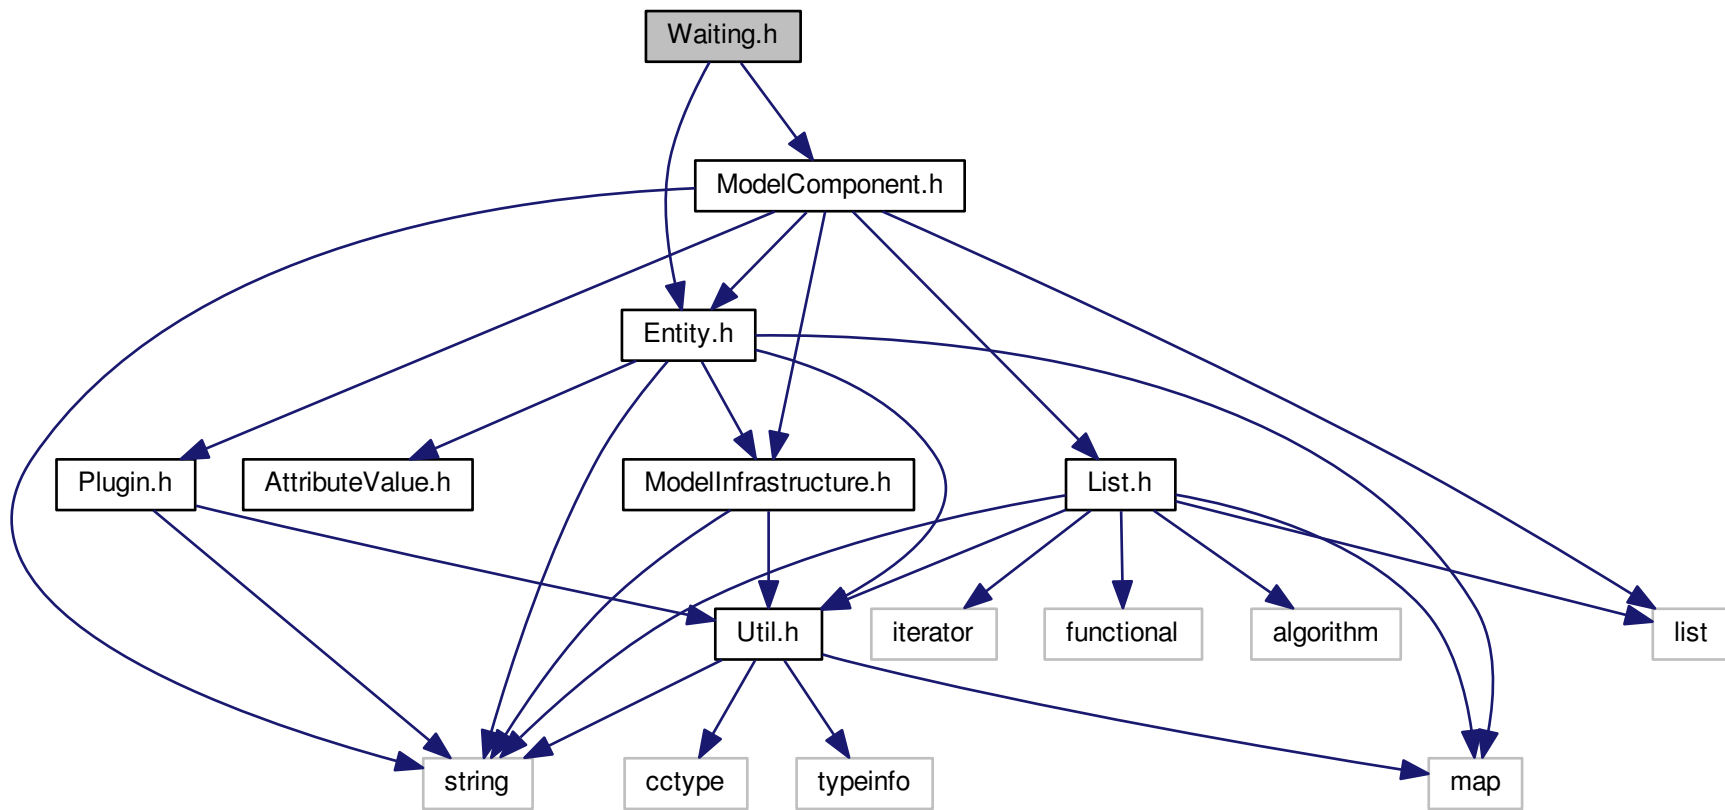 Waiting.h
ModelComponent.h
Entity.h
Plugin.h
AttributeValue.h
ModelInfrastructure.h
List.h
Util.h
iterator
functional
algorithm
list
string
cctype
typeinfo
map